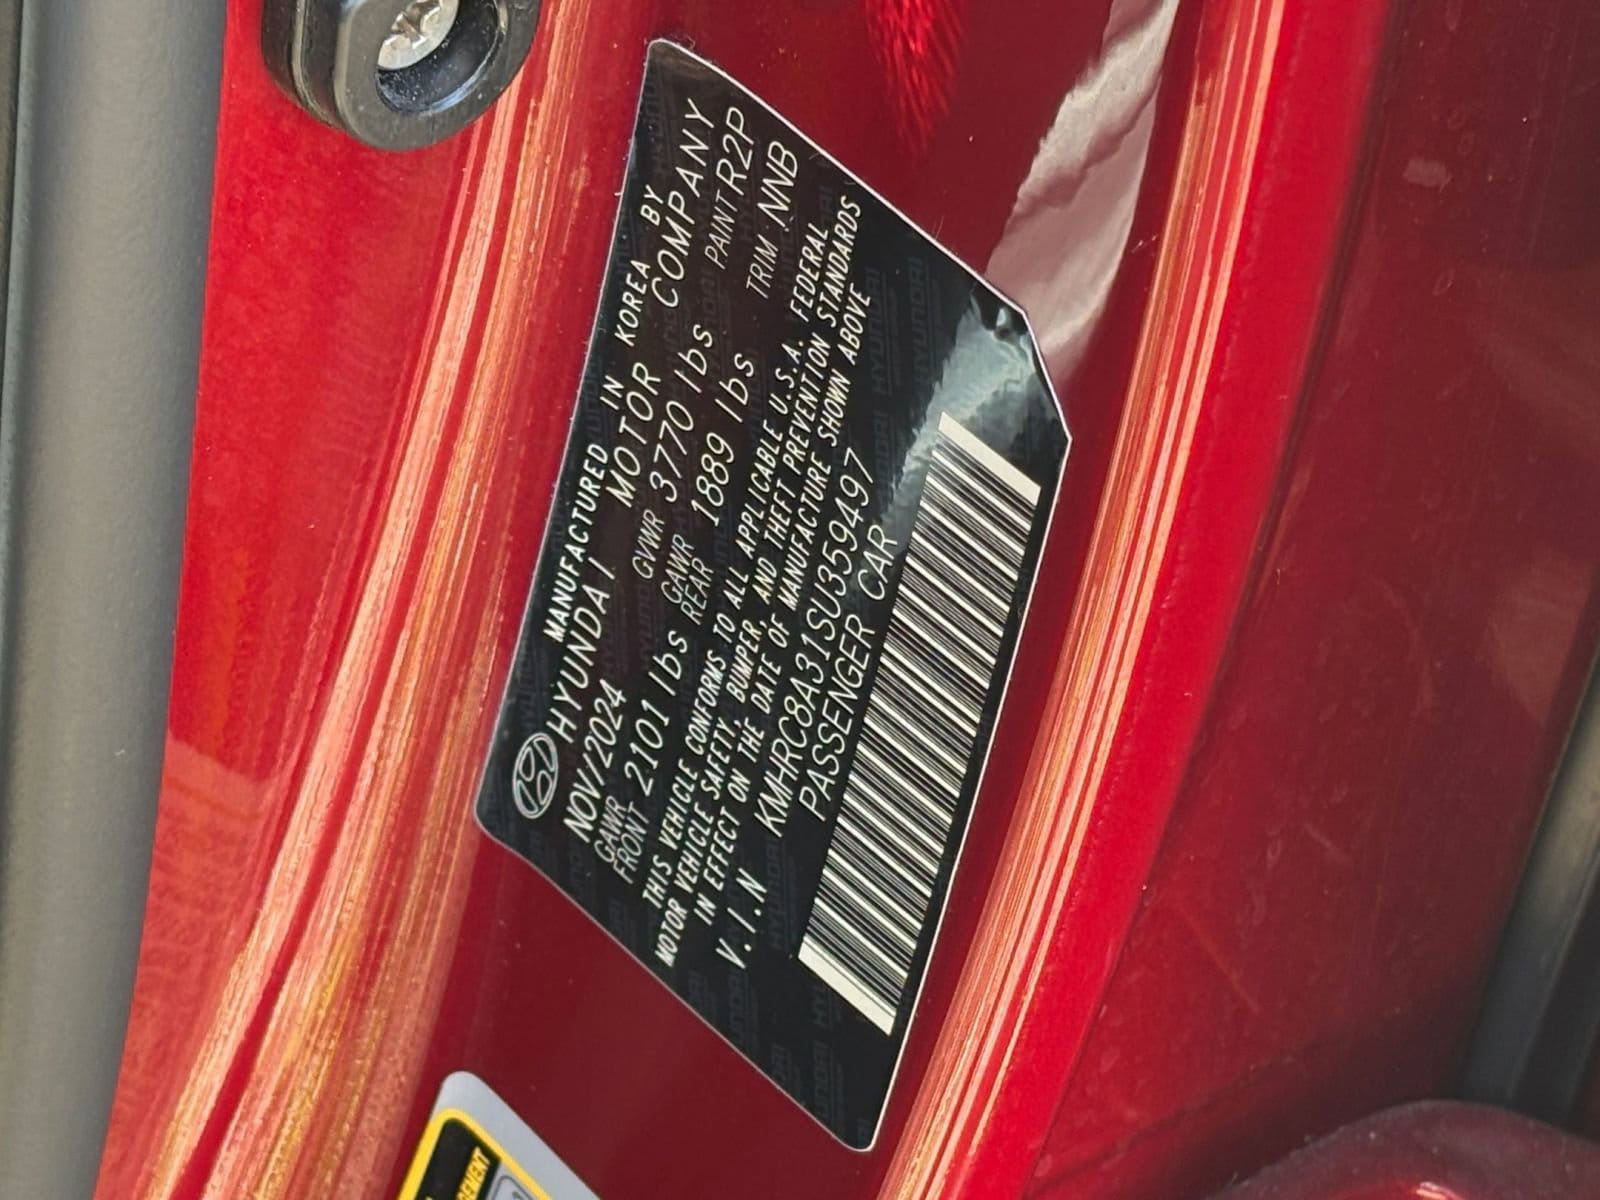 MANUFACTURED IN KOREA BY
HYUNDAI MOTOR COMPANY
NOV/2024 GVWR 3770 lbs PAINT R2P
GAWR FRONT 2101 lbs GAWR REAR 1889 lbs TRIM NNB
THIS VEHICLE CONFORMS TO ALL APPLICABLE U.S.A. FEDERAL
MOTOR VEHICLE SAFETY, BUMPER, AND THEFT PREVENTION STANDARDS
IN EFFECT ON THE DATE OF MANUFACTURE SHOWN ABOVE
V.I.N KMHRC8A31SU359497
PASSENGER CAR